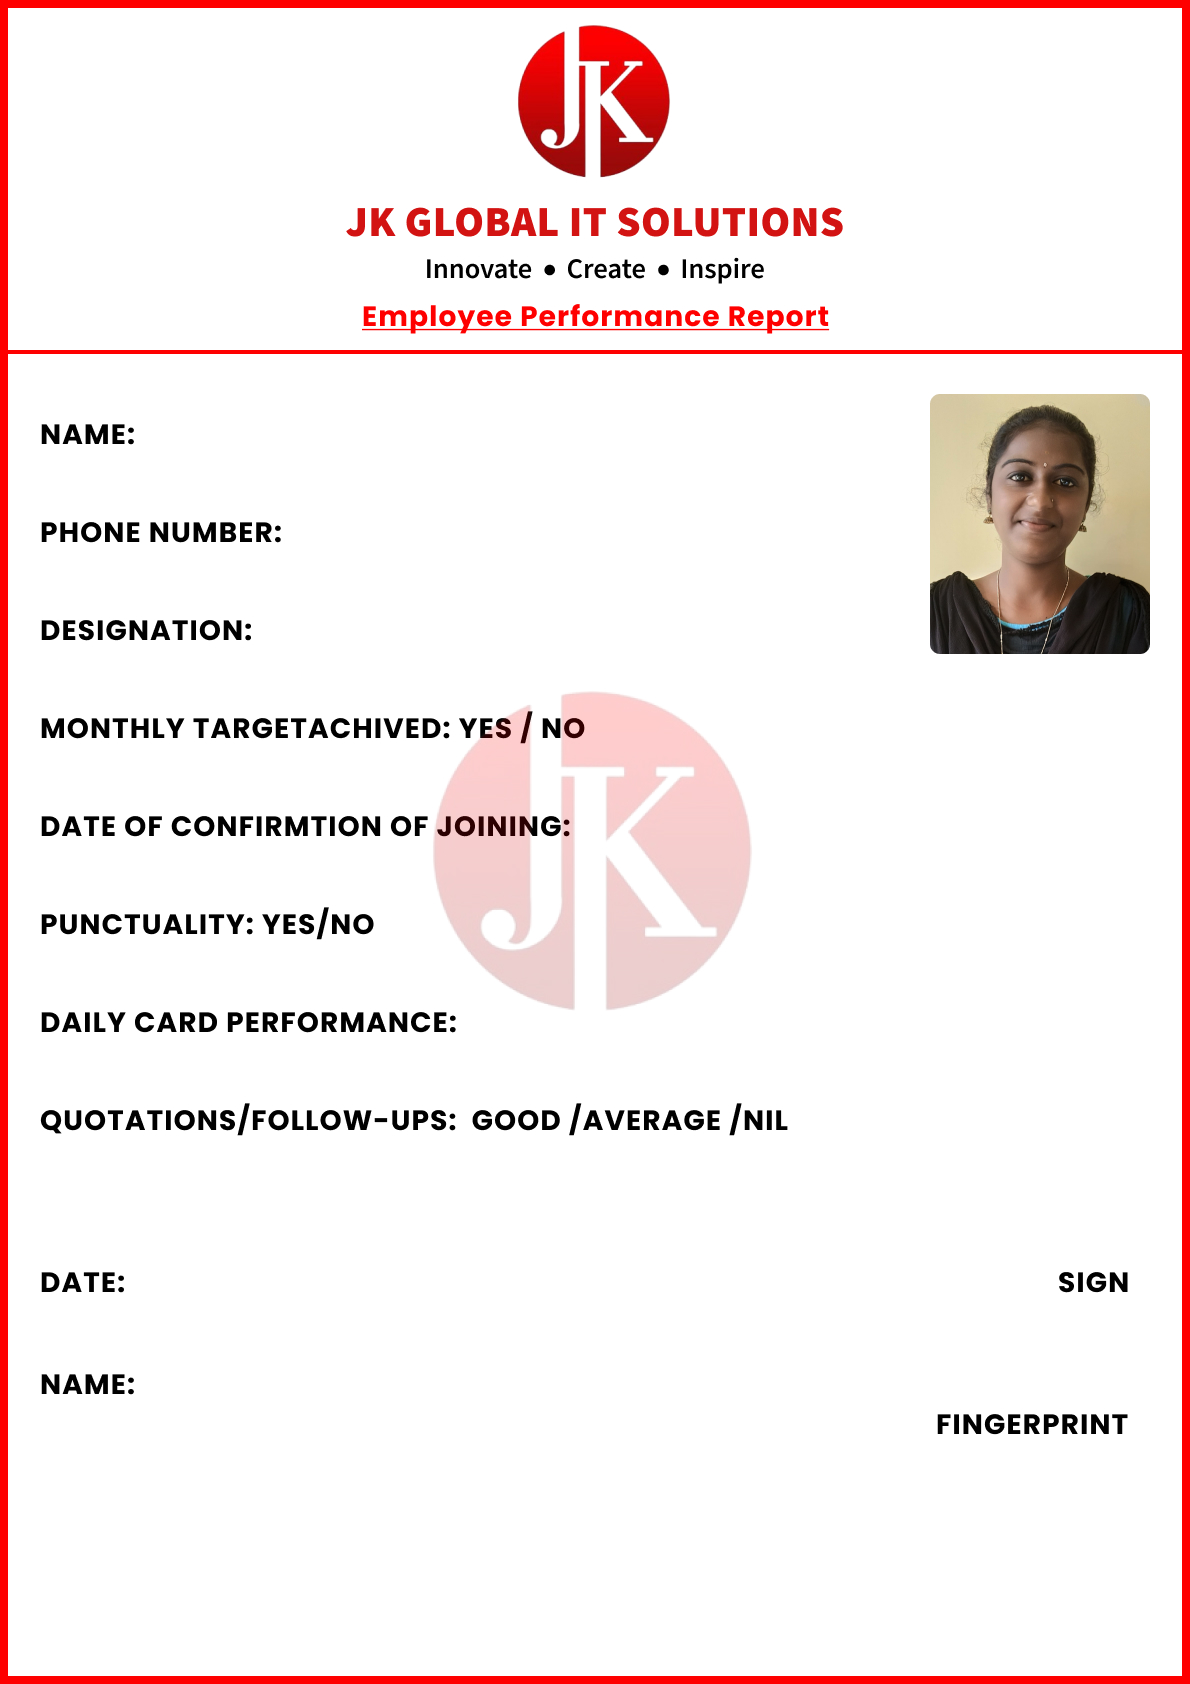 JK
JK GLOBAL IT SOLUTIONS
Innovate • Create • Inspire
Employee Performance Report
NAME:
PHONE NUMBER:
DESIGNATION:
MONTHLY TARGETACHIVED: YES / NO
DATE OF CONFIRMTION OF JOINING:
JK
PUNCTUALITY: YES/NO
DAILY CARD PERFORMANCE:
QUOTATIONS/FOLLOW-UPS:  GOOD /AVERAGE /NIL
DATE:
SIGN
NAME:
FINGERPRINT